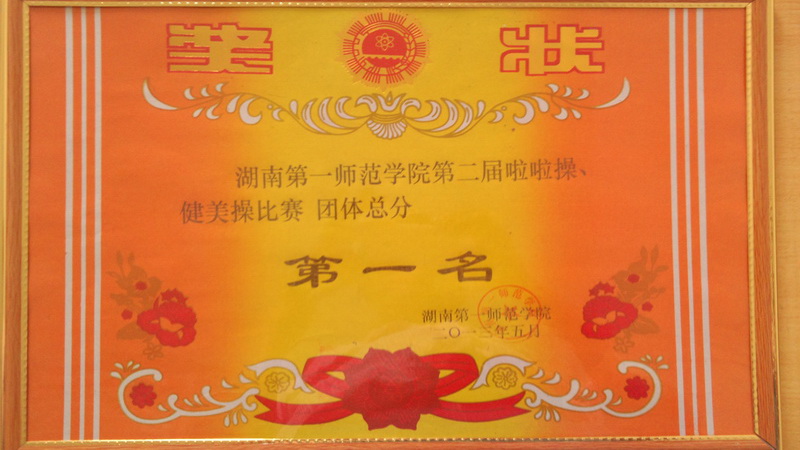 奖状
湖南第一师范学院第二届啦啦操、
健美操比赛 团体总分
第一名
湖南第一师范学院
二〇一三年五月